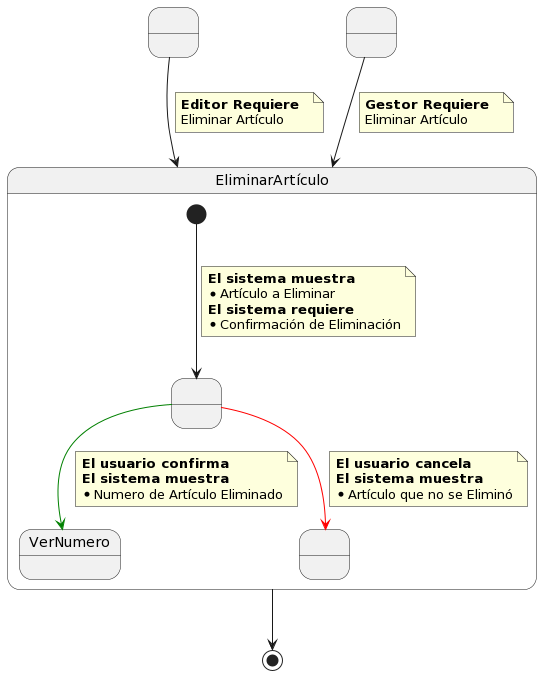 Editor Requiere
Eliminar Artículo
Gestor Requiere
Eliminar Artículo
EliminarArtículo
El sistema muestra
• Artículo a Eliminar
El sistema requiere
• Confirmación de Eliminación
El usuario confirma
El sistema muestra
• Numero de Artículo Eliminado
El usuario cancela
El sistema muestra
• Artículo que no se Eliminó
VerNumero